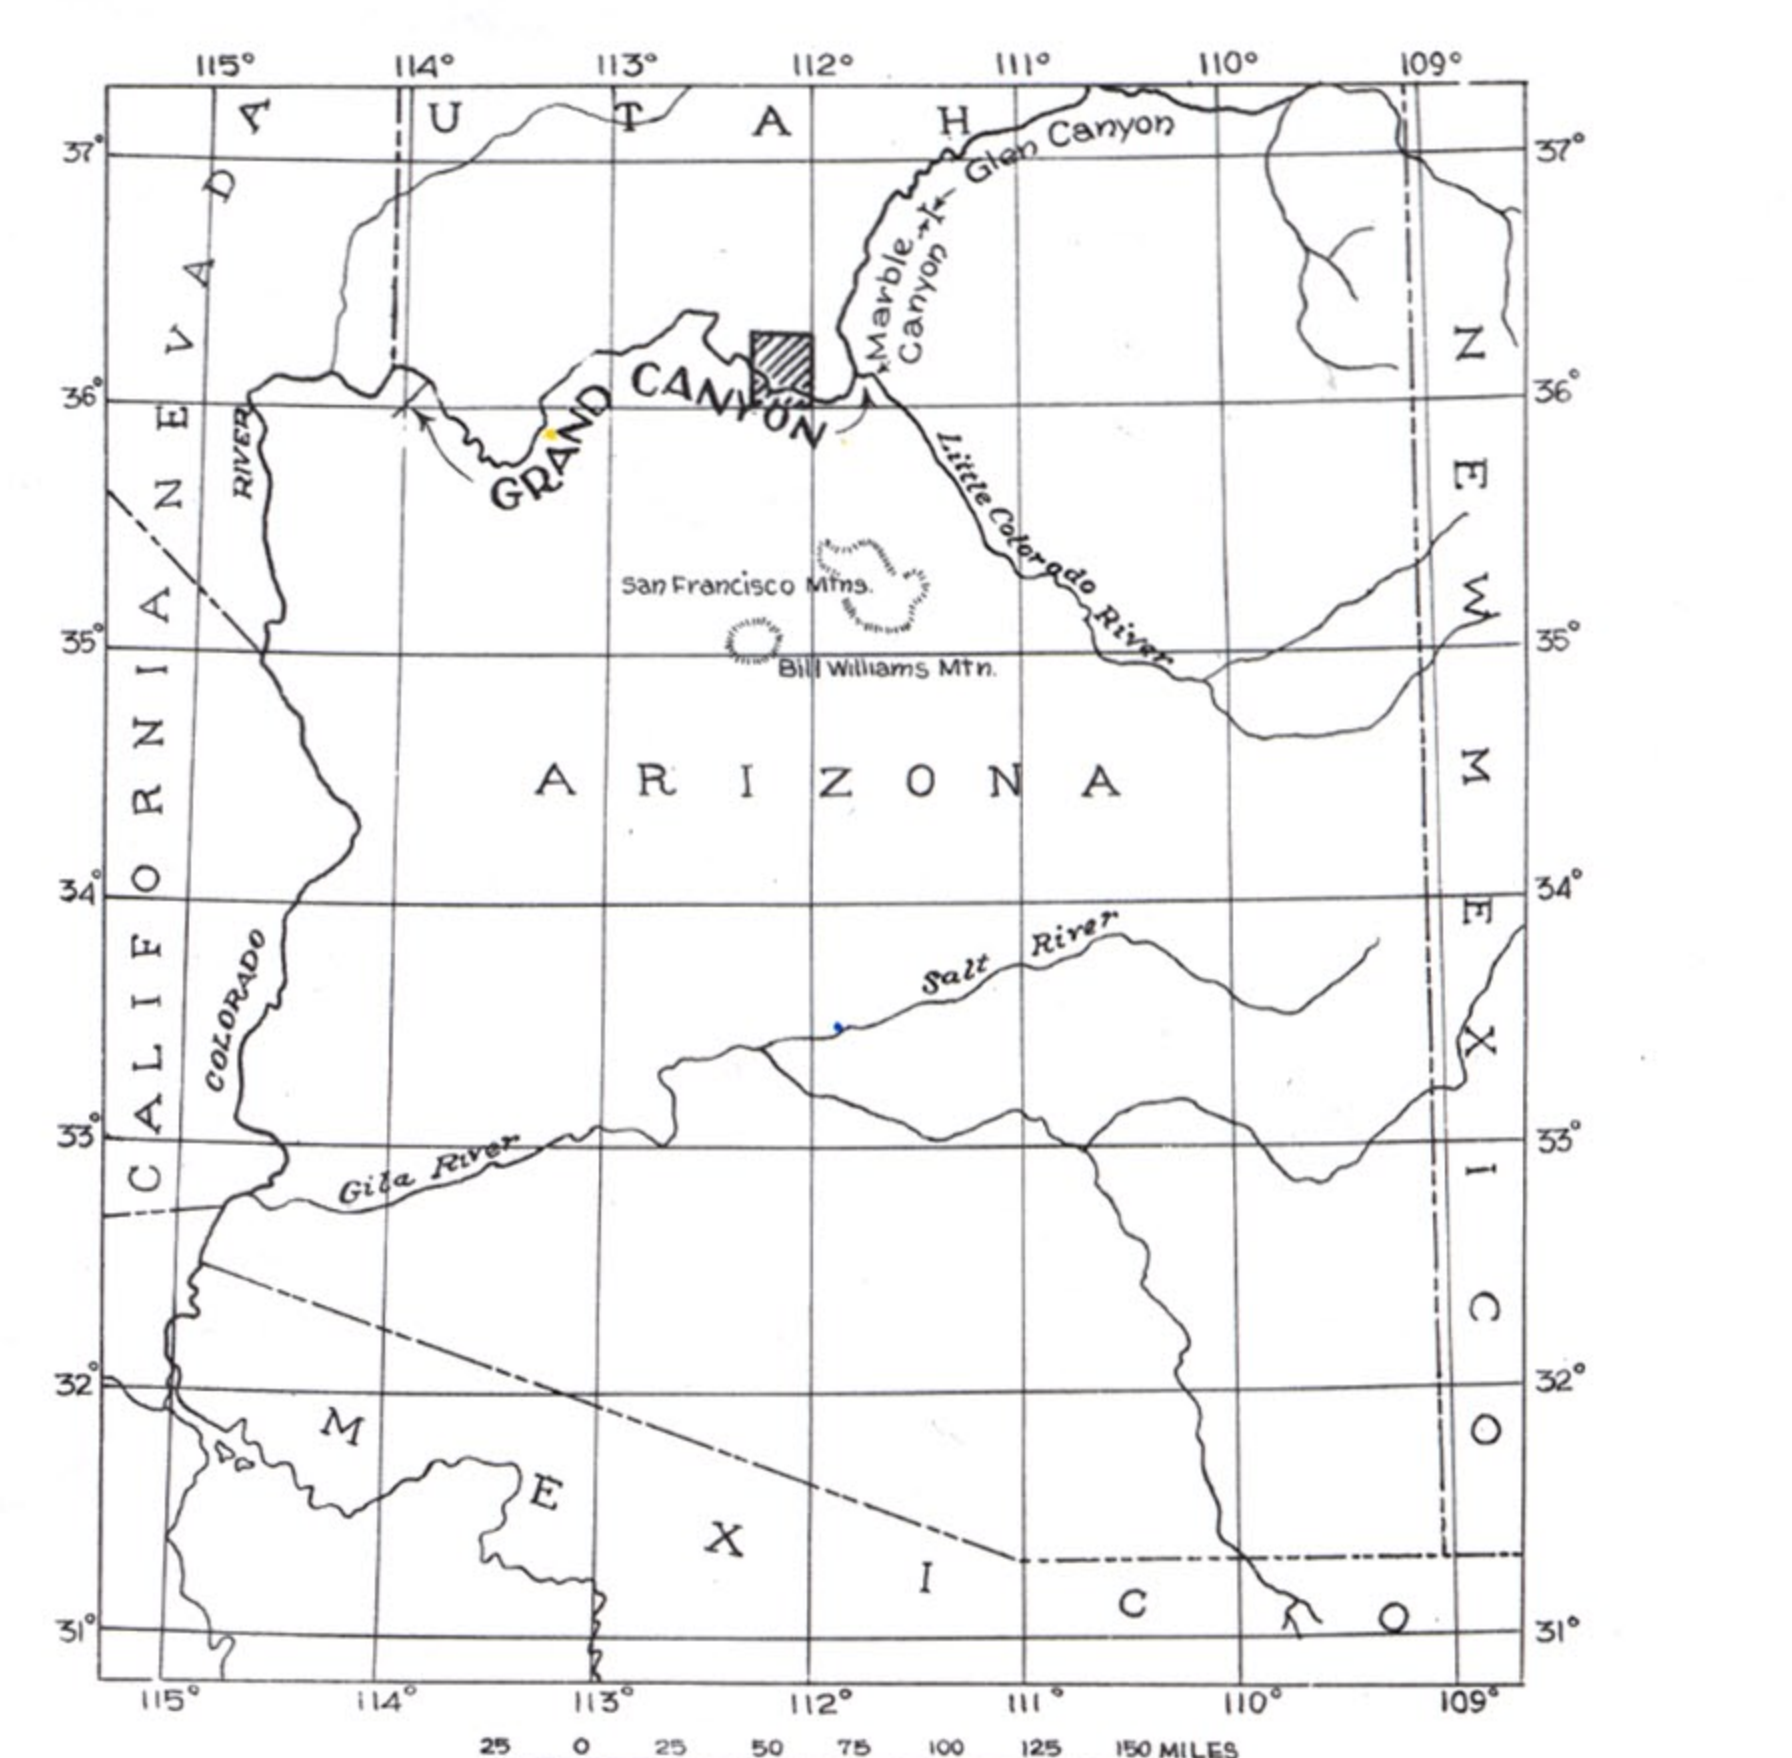 115° 114° 113° 112° 111° 110° 109°
NEVADA
UTAH
37° 37°
Glen Canyon
Marble
Canyon
36° 36°
GRAND CANYON
RIVER
Little Colorado River
San Francisco Mtns.
Bill Williams Mtn.
35° 35°
ARIZONA
NEW MEXICO
CALIFORNIA
34° 34°
COLORADO
Salt River
33° 33°
Gila River
32° 32°
MEXICO
31° 31°
115° 114° 113° 112° 111° 110° 109°
25 0 25 50 75 100 125 150 MILES